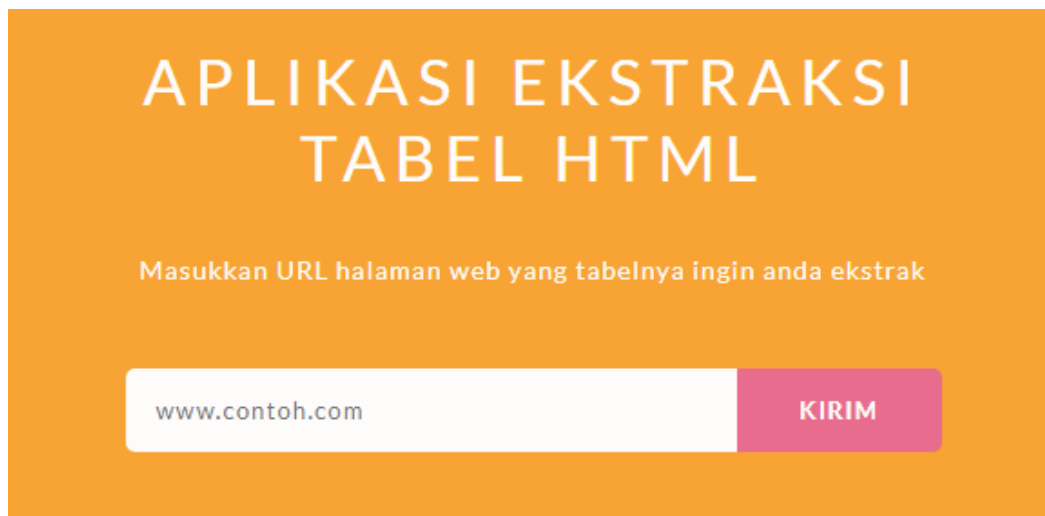 APLIKASI EKSTRAKSI
TABEL HTML
Masukkan URL halaman web yang tabelnya ingin anda ekstrak
www.contoh.com
KIRIM